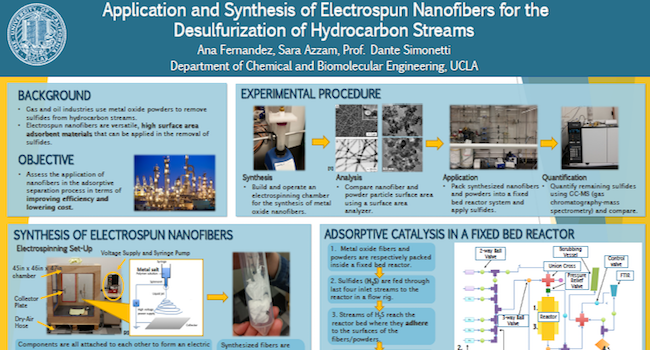 Application and Synthesis of Electrospun Nanofibers for the
Desulfurization of Hydrocarbon Streams
Ana Fernandez, Sara Azzam, Prof. Dante Simonetti
Department of Chemical and Biomolecular Engineering, UCLA
BACKGROUND
• Gas and oil industries use metal oxide powders to remove
sulfides from hydrocarbon streams.
• Electrospun nanofibers are versatile, high surface area
adsorbent materials that can be applied in the removal of
sulfides.
OBJECTIVE
• Assess the application of
nanofibers in the adsorptive
separation process in terms of
improving efficiency and
lowering cost.
EXPERIMENTAL PROCEDURE
Synthesis
• Build and operate an
electrospinning chamber
for the synthesis of metal
oxide nanofibers.
Analysis
• Compare nanofiber and
powder particle surface area
using a surface area
analyzer.
Application
• Pack synthesized nanofibers
and powders into a fixed
bed reactor system and
apply sulfides.
Quantification
• Quantify remaining sulfides
using GC-MS (gas
chromatography-mass
spectrometry) and compare.
SYNTHESIS OF ELECTROSPUN NANOFIBERS
Electrospinning Set-Up
Voltage Supply and Syringe Pump
45in x 46in x 47in
chamber
Collector
Plate
Dry-Air
Hose
Metal salt
Components are all attached to each other to form an electric
Synthesized fibers are
ADSORPTIVE CATALYSIS IN A FIXED BED REACTOR
1. Metal oxide fibers and
powders are respectively packed
inside a fixed bed reactor.
2. Sulfides (H₂S) are fed through
last four inlet streams to the
reactor in a flow rig.
3. Streams of H₂S reach the
reactor bed where they adhere
to the surfaces of the
fibers/powders.
2-way Ball
Valve
Scrubbing
Vessel
Union Cross
Pressure
Relief
Valve
Control
valve
FTIR
3-way Ball
Valve
Reactor
1.
3.
2.
4.